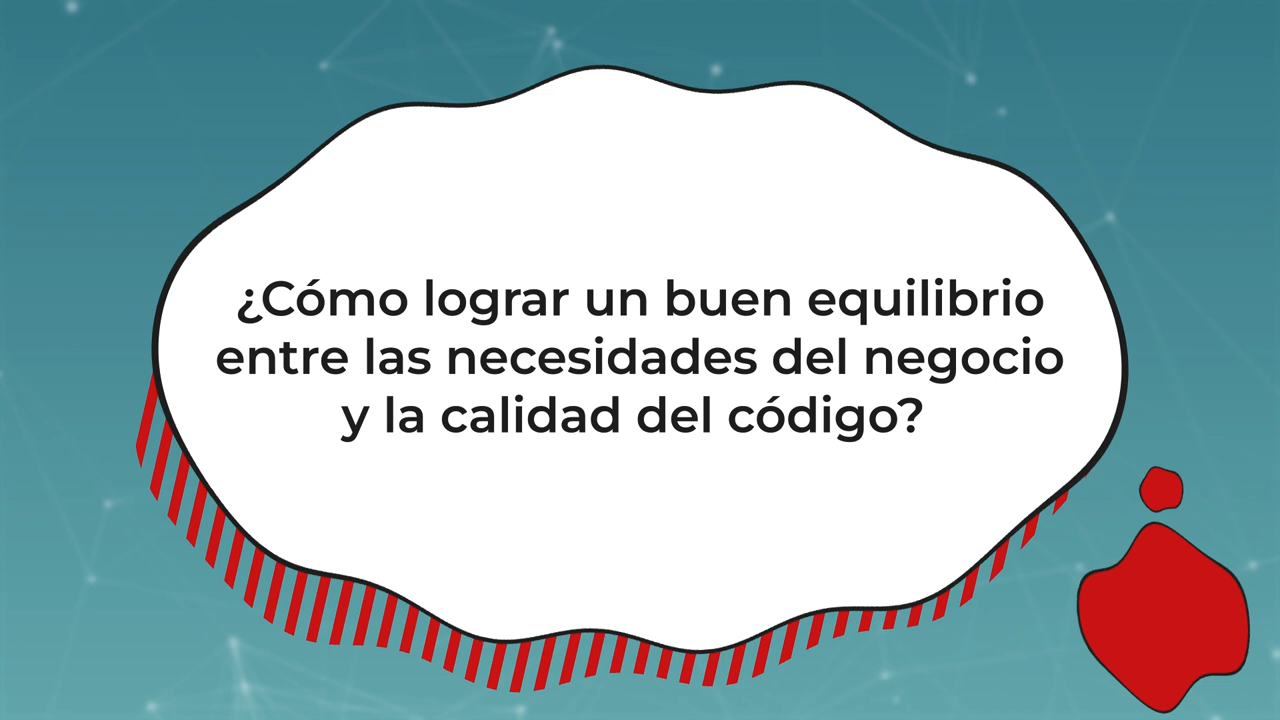 ¿Cómo lograr un buen equilibrio
entre las necesidades del negocio
y la calidad del código?